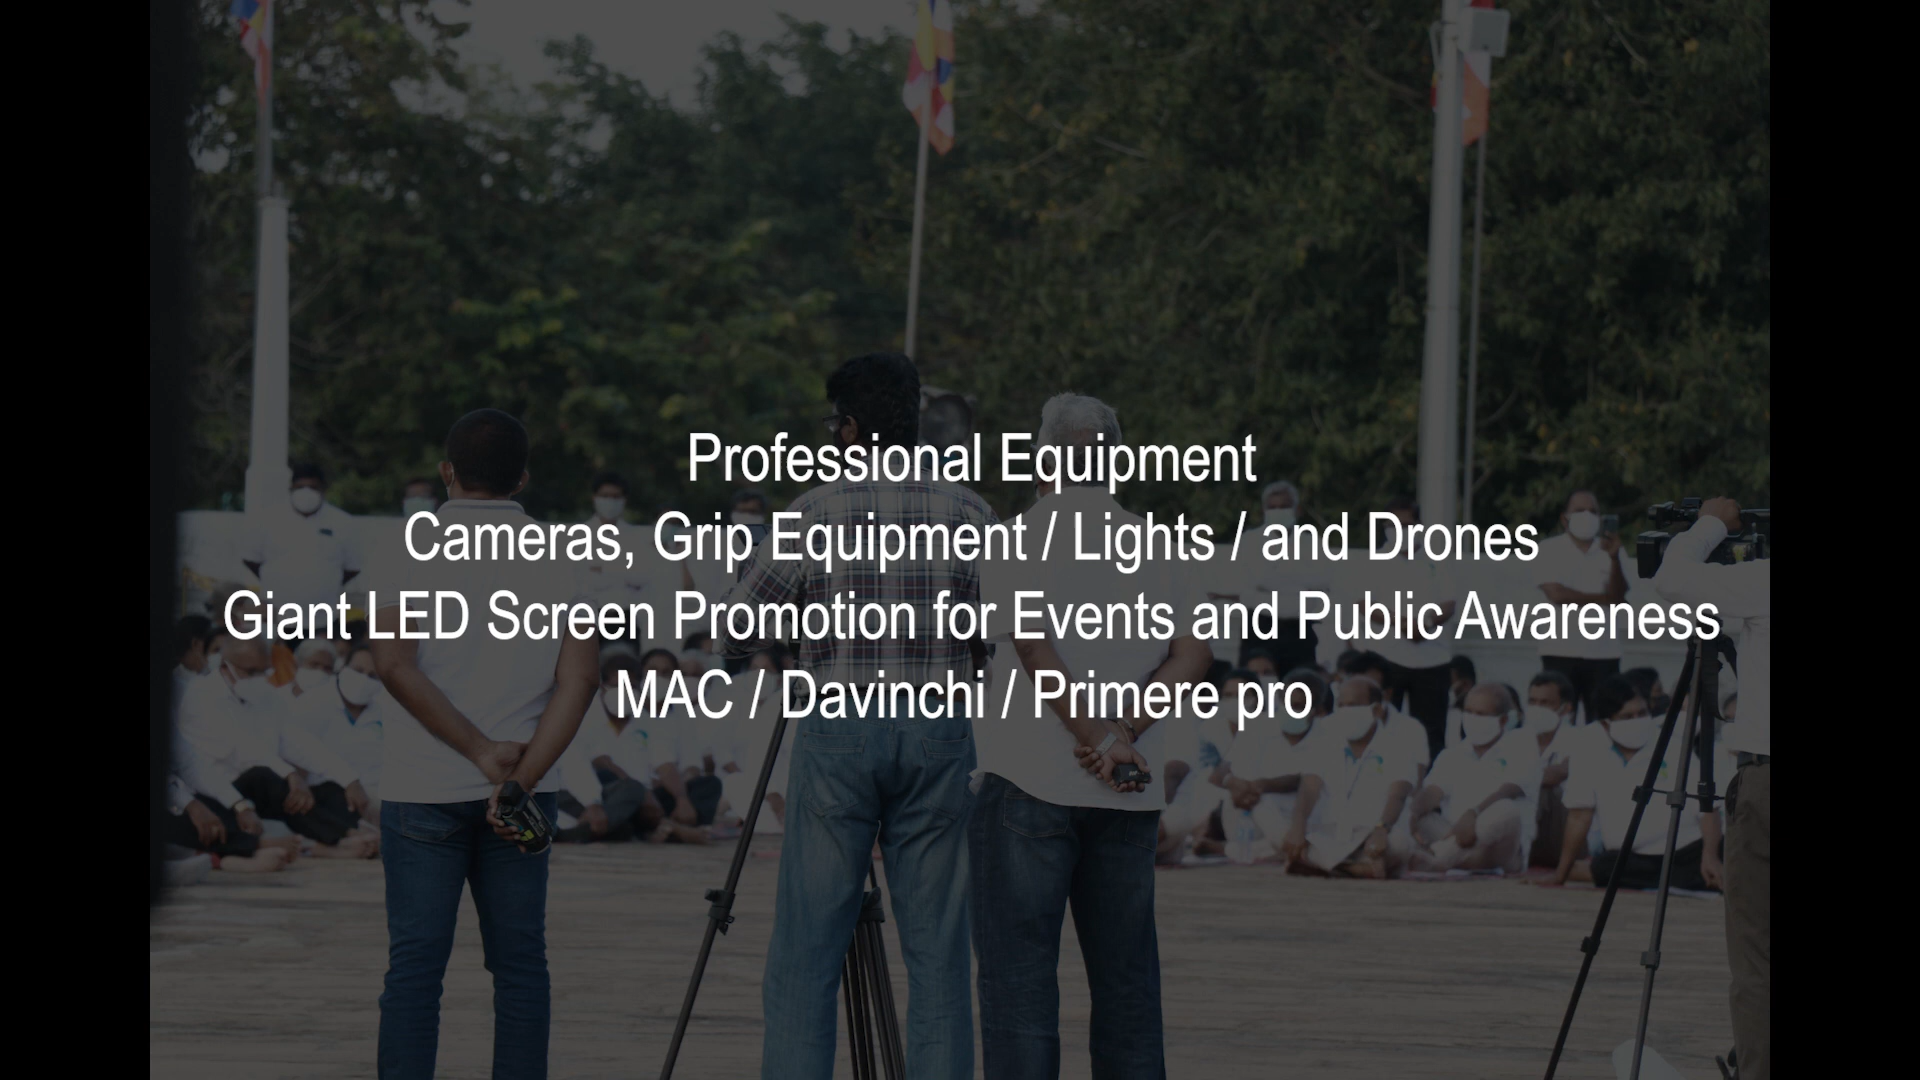 Professional Equipment
Cameras, Grip Equipment / Lights / and Drones
Giant LED Screen Promotion for Events and Public Awareness
MAC / Davinchi / Primere pro